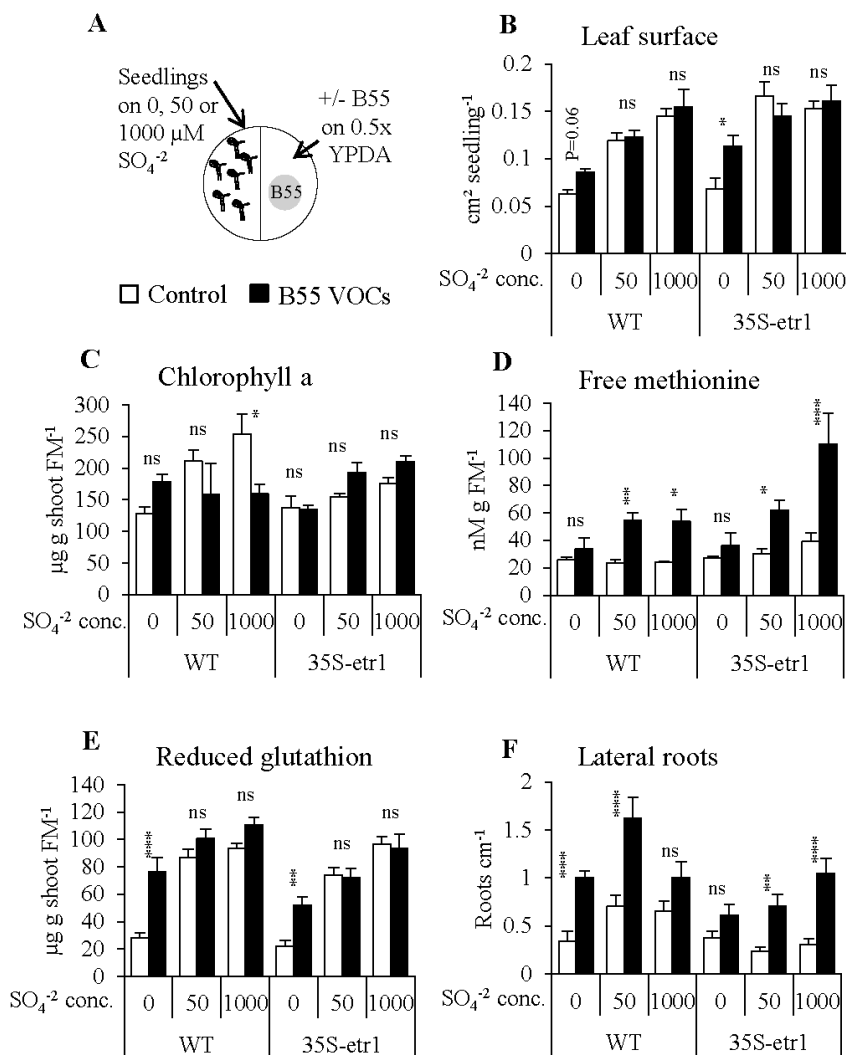 A
Seedlings
on 0, 50 or
1000 µM
SO₄⁻²
+/- B55
on 0.5x
YPDA
B55
Control
B55 VOCs
B
Leaf surface
cm² seedling⁻¹
0.2
0.15
0.1
0.05
0
P=0.06
ns
ns
*
ns
ns
SO₄⁻² conc.
0 50 1000 0 50 1000
WT 35S-etr1
C
Chlorophyll a
µg g shoot FM⁻¹
300
250
200
150
100
50
0
ns
ns
*
ns
ns
ns
SO₄⁻² conc.
0 50 1000 0 50 1000
WT 35S-etr1
D
Free methionine
nM g FM⁻¹
140
120
100
80
60
40
20
0
ns
**
*
ns
*
***
SO₄⁻² conc.
0 50 1000 0 50 1000
WT 35S-etr1
E
Reduced glutathion
µg g shoot FM⁻¹
140
120
100
80
60
40
20
0
***
ns
ns
**
ns
ns
SO₄⁻² conc.
0 50 1000 0 50 1000
WT 35S-etr1
F
Lateral roots
Roots cm⁻¹
2
1.5
1
0.5
0
***
***
ns
ns
**
***
SO₄⁻² conc.
0 50 1000 0 50 1000
WT 35S-etr1